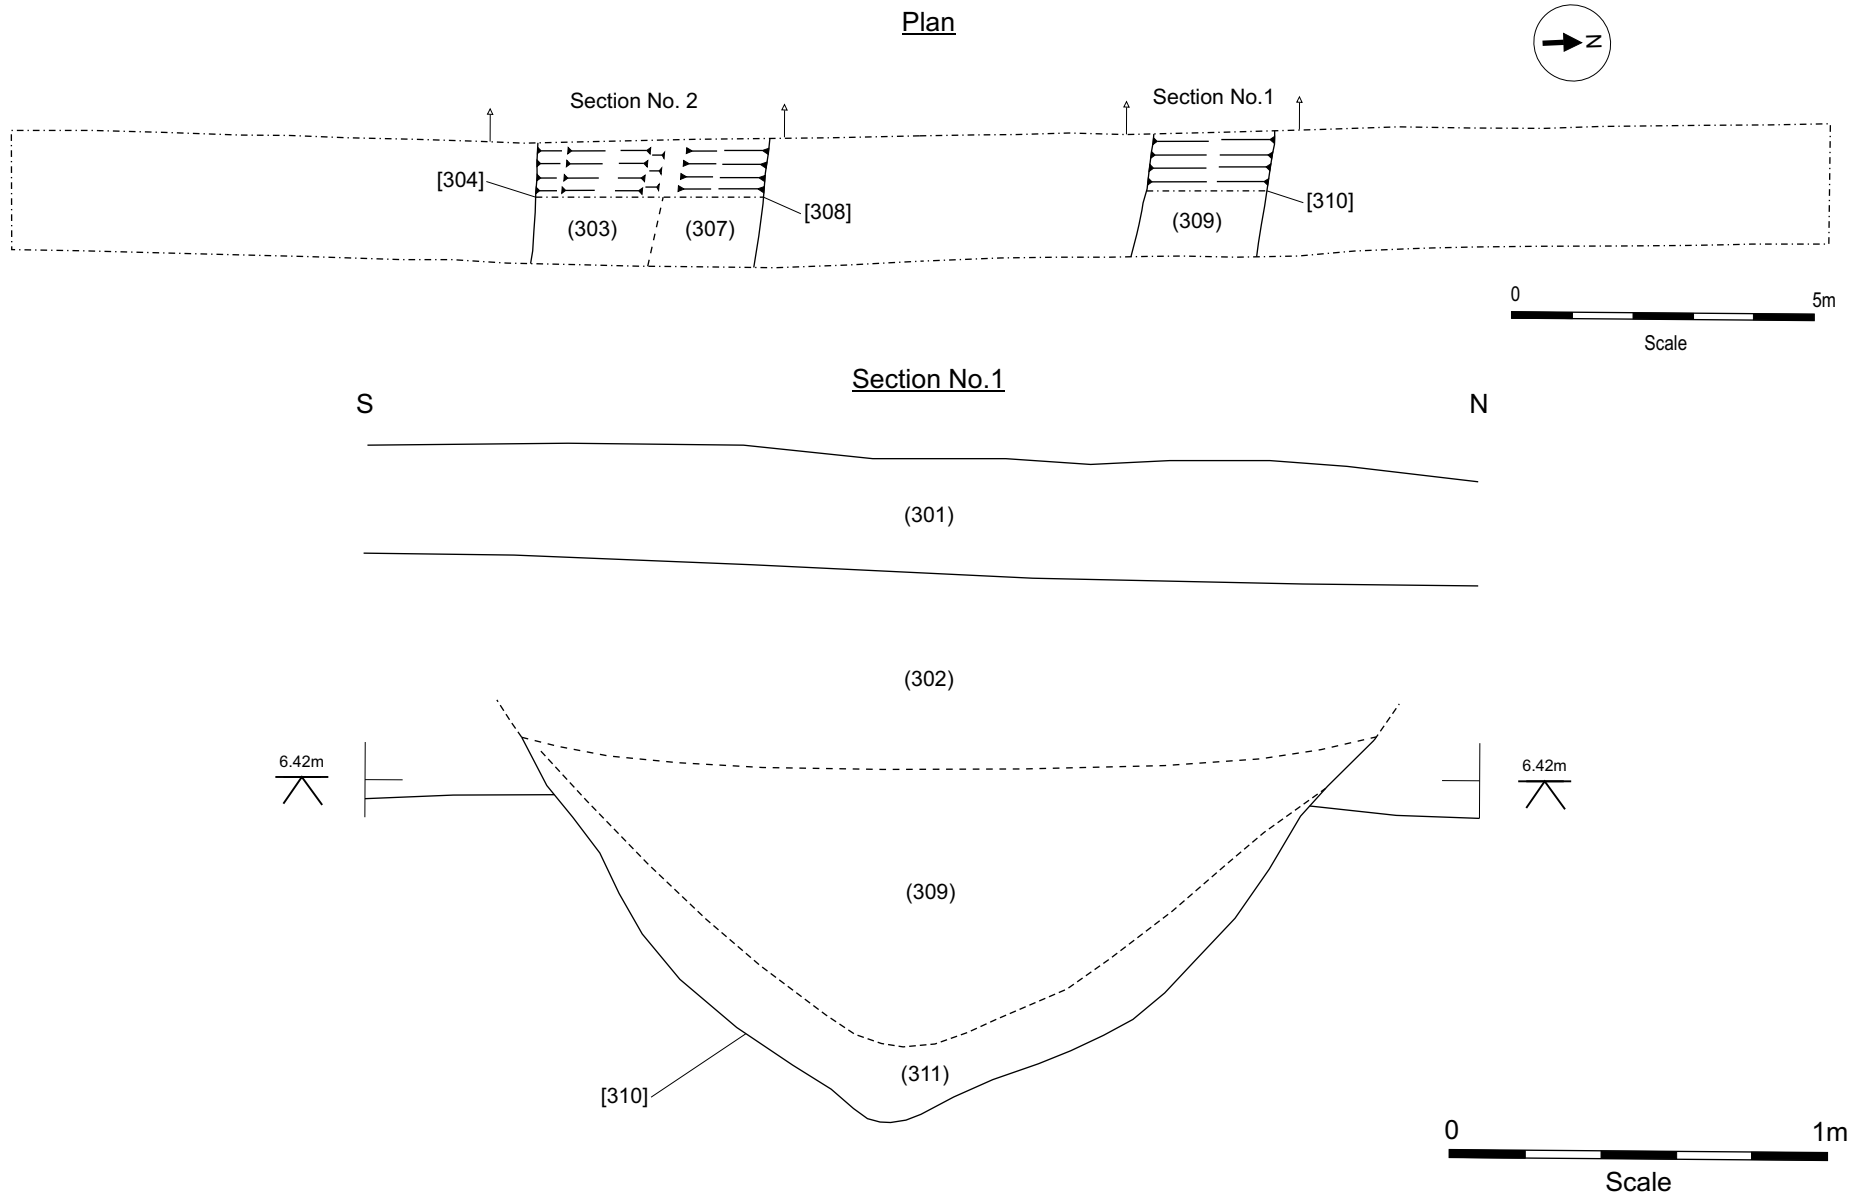 Plan
N
Section No. 2
Section No.1
[304]
[308]
[310]
(303)
(307)
(309)
0 5m
Scale
Section No.1
S N
(301)
(302)
6.42m 6.42m
(309)
(311)
[310]
0 1m
Scale